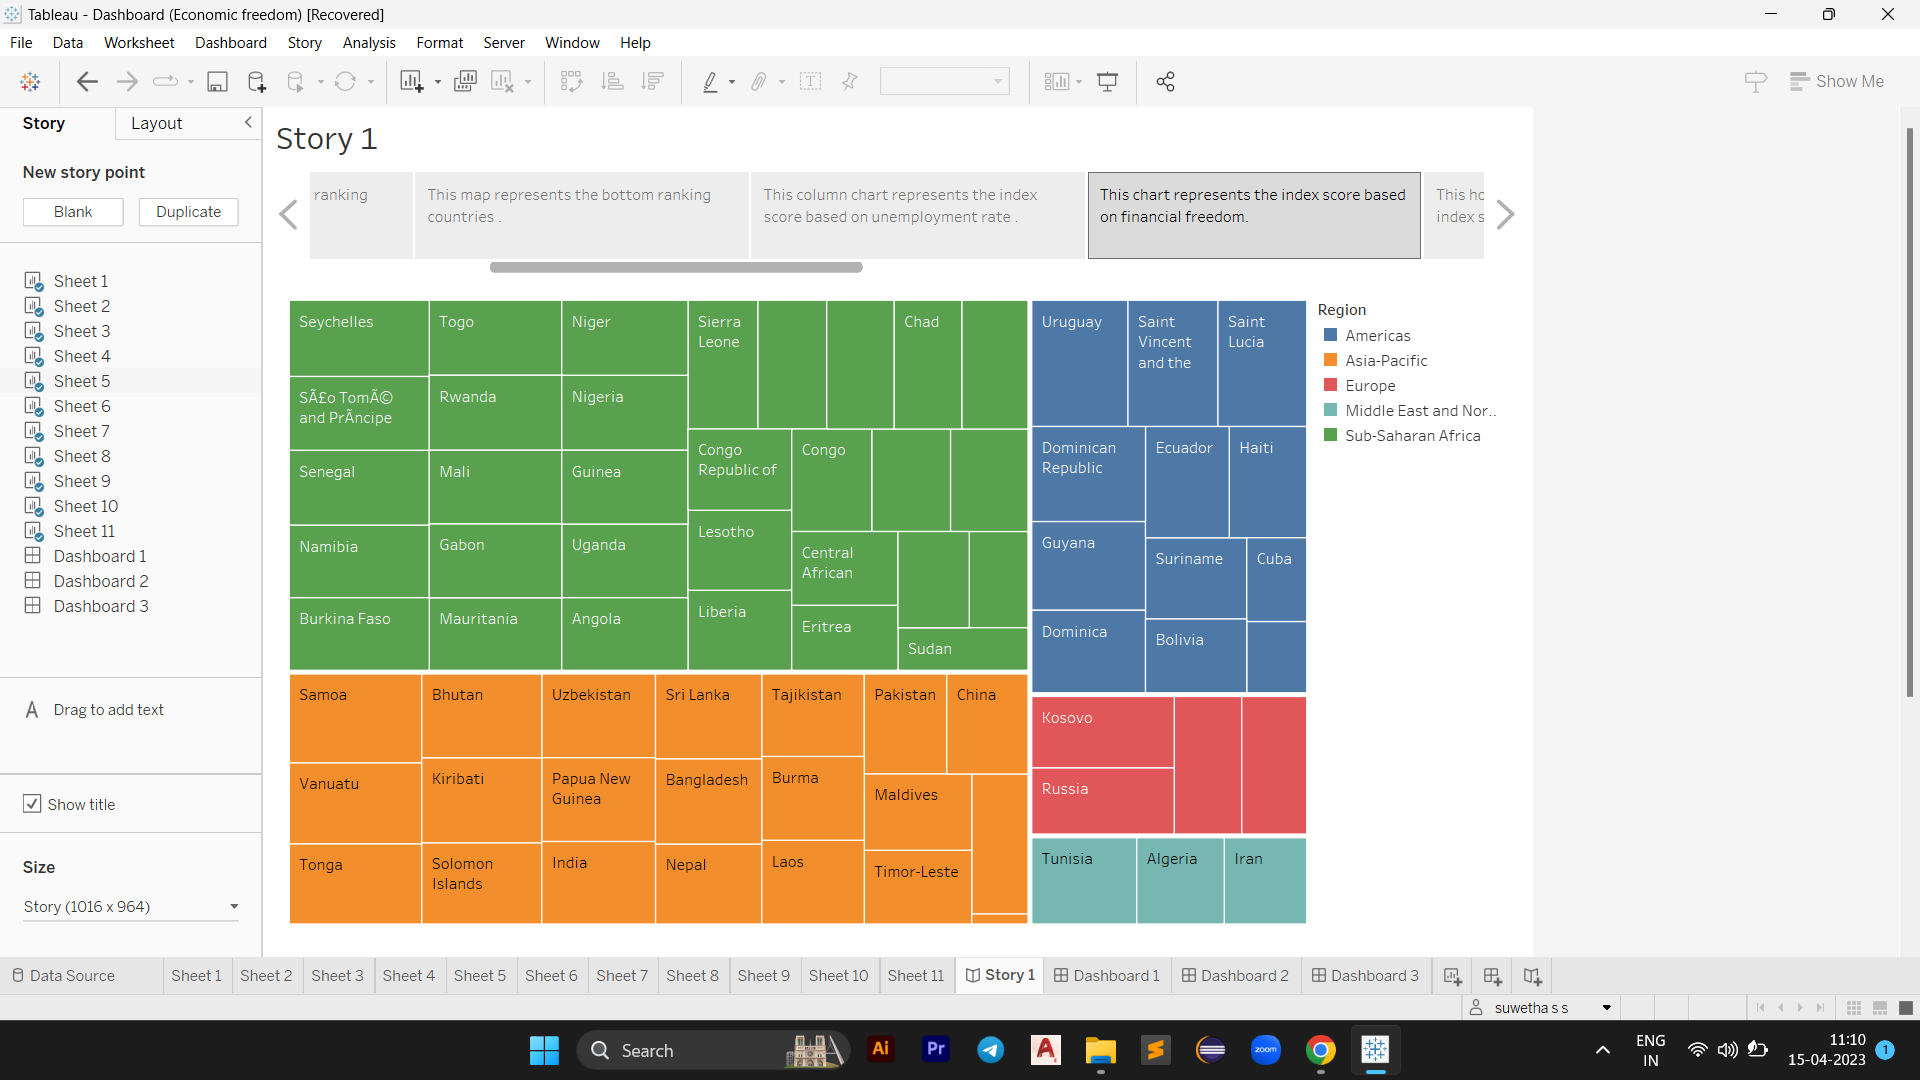 Tableau - Dashboard (Economic freedom) [Recovered]
File Data Worksheet Dashboard Story Analysis Format Server Window Help
Show Me
Story Layout
New story point
Blank Duplicate
Sheet 1
Sheet 2
Sheet 3
Sheet 4
Sheet 5
Sheet 6
Sheet 7
Sheet 8
Sheet 9
Sheet 10
Sheet 11
Dashboard 1
Dashboard 2
Dashboard 3
A Drag to add text
Show title
Size
Story (1016 x 964)
Story 1
ranking
This map represents the bottom ranking
countries .
This column chart represents the index
score based on unemployment rate .
This chart represents the index score based
on financial freedom.
This ho
index s
Seychelles
SÃ£o TomÃ©
and PrÃncipe
Senegal
Namibia
Burkina Faso
Togo
Rwanda
Mali
Gabon
Mauritania
Niger
Nigeria
Guinea
Uganda
Angola
Sierra
Leone
Chad
Congo
Republic of
Lesotho
Liberia
Congo
Central
African
Eritrea
Sudan
Samoa
Vanuatu
Tonga
Bhutan
Kiribati
Solomon
Islands
Uzbekistan
Papua New
Guinea
India
Sri Lanka
Bangladesh
Nepal
Tajikistan
Burma
Laos
Pakistan
China
Maldives
Timor-Leste
Uruguay
Saint
Vincent
and the
Saint
Lucia
Dominican
Republic
Guyana
Dominica
Ecuador
Haiti
Suriname
Cuba
Bolivia
Kosovo
Russia
Tunisia
Algeria
Iran
Region
Americas
Asia-Pacific
Europe
Middle East and Nor..
Sub-Saharan Africa
Data Source Sheet 1 Sheet 2 Sheet 3 Sheet 4 Sheet 5 Sheet 6 Sheet 7 Sheet 8 Sheet 9 Sheet 10 Sheet 11 Story 1 Dashboard 1 Dashboard 2 Dashboard 3
suwetha s s
Search
Ai
Pr
zoom
ENG
IN
11:10
15-04-2023
1